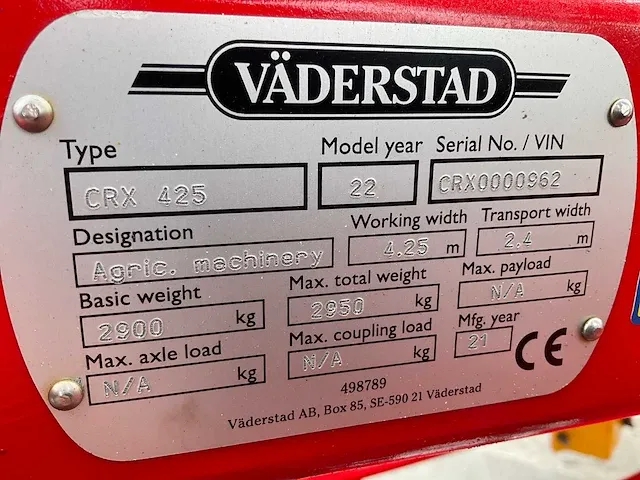 VÄDERSTAD
Type Model year Serial No. / VIN
CRX 425 22 CRX0000962
Designation Working width Transport width
Agric. machinery 4.25 m 2.4 m
Basic weight Max. total weight Max. payload
2900 kg 2950 kg N/A kg
Max. axle load Max. coupling load Mfg. year
N/A kg N/A kg 21 CE
498789
Väderstad AB, Box 85, SE-590 21 Väderstad